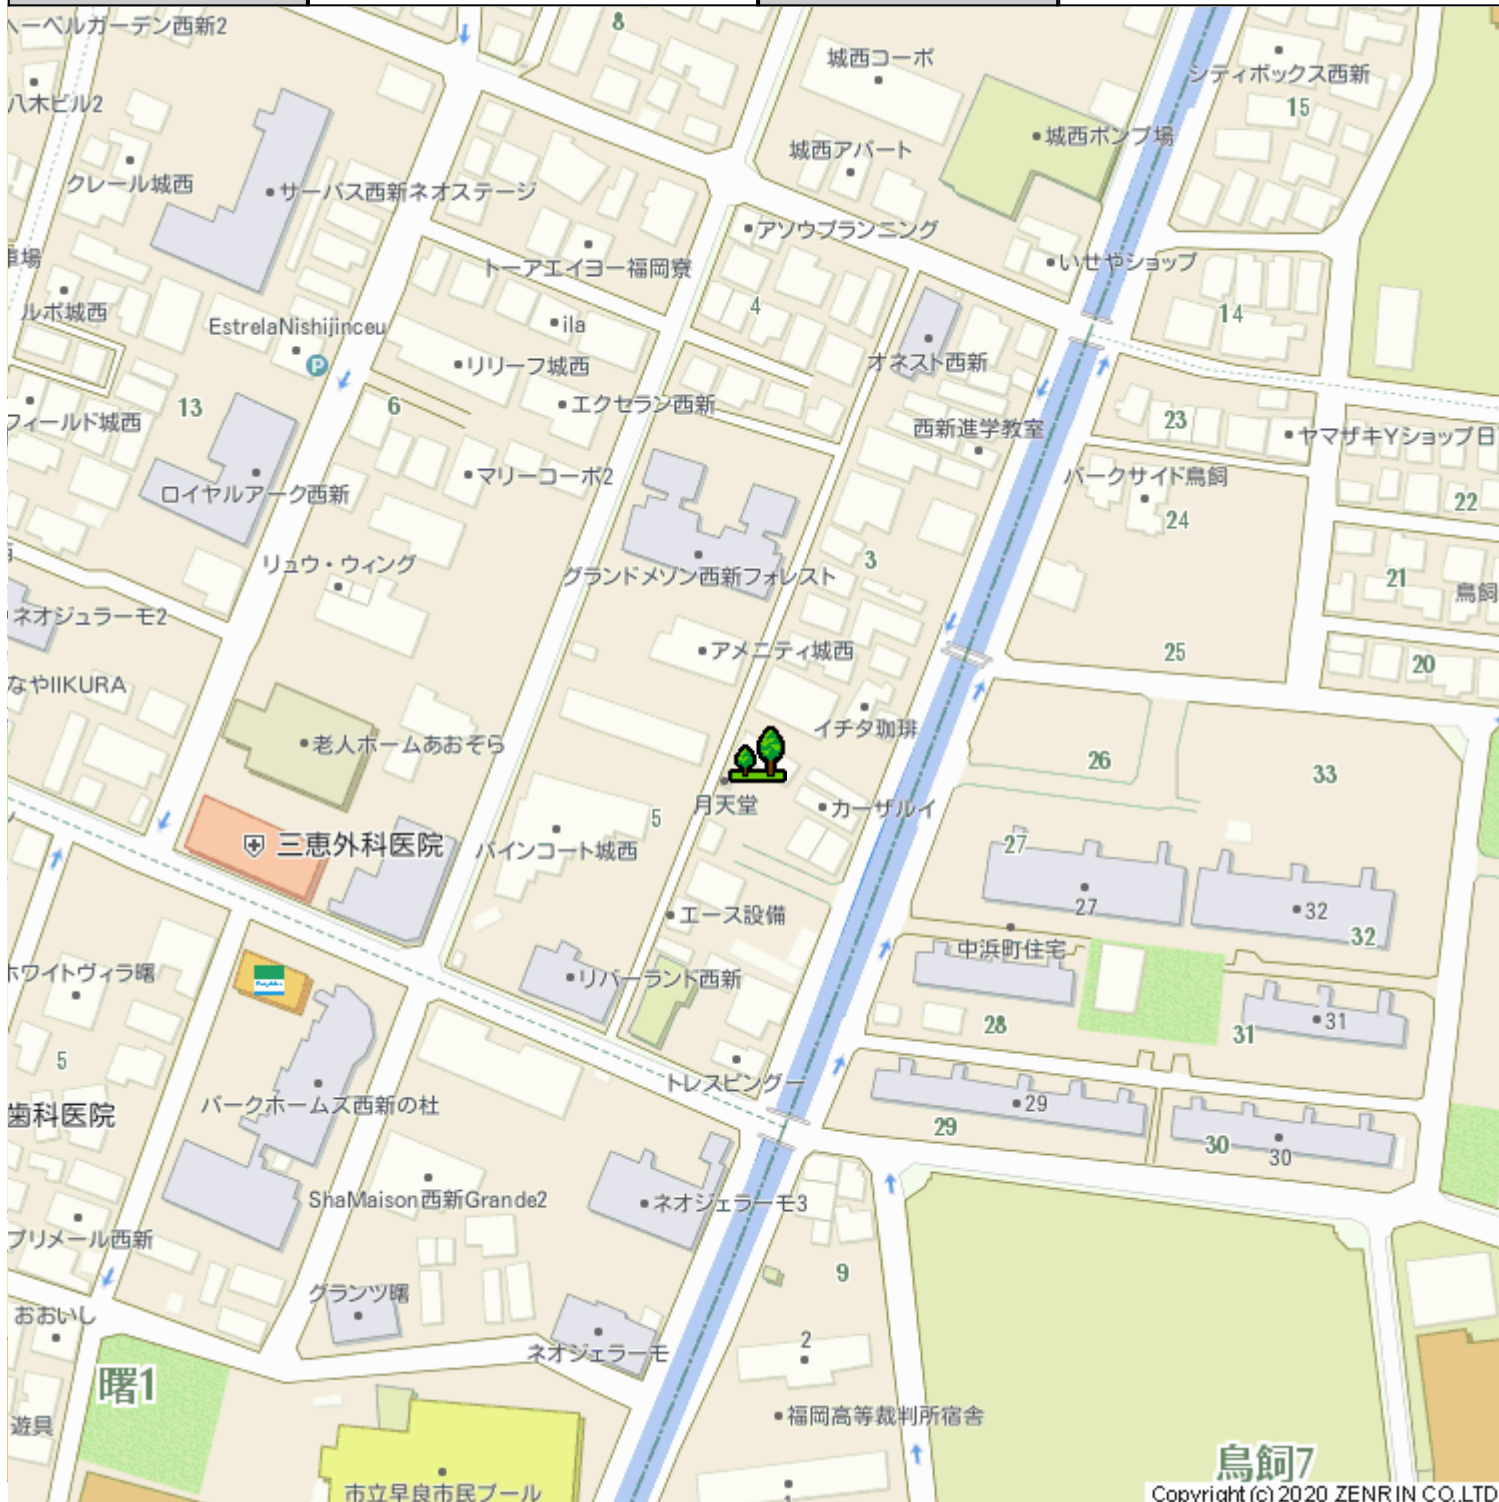 ヘーベルガーデン西新2
8
城西コーポ
シティボックス西新
八木ビル2
15
城西ポンプ場
城西アパート
クレール城西
サーパス西新ネオステージ
アソウプランニング
車場
トーアエイヨー福岡寮
いせやショップ
ルボ城西
4
14
EstrelaNishijinceu
ila
P
リリーフ城西
オネスト西新
13
6
エクセラン西新
フィールド城西
23
西新進学教室
ヤマザキYショップ日
マリーコーポ2
パークサイド鳥飼
ロイヤルアーク西新
22
24
リュウ・ウィング
3
グランドメゾン西新フォレスト
21
鳥飼
ネオジュラーモ2
アメニティ城西
25
20
なやIIKURA
イチタ珈琲
老人ホームあおぞら
26
33
月天堂
カーザルイ
5
三恵外科医院
パインコート城西
27
27
32
エース設備
32
中浜町住宅
ホワイトヴィラ曙
リバーランド西新
28
31
31
5
トレスピングー
パークホームズ西新の杜
29
歯科医院
29
30
30
ShaMaison西新Grande2
ネオジェラーモ3
プリメール西新
9
グランツ曙
おおいし
2
ネオジェラーモ
曙1
遊具
福岡高等裁判所宿舎
鳥飼7
市立早良市民プール
1
Copyright (c) 2020 ZENRIN CO.,LTD